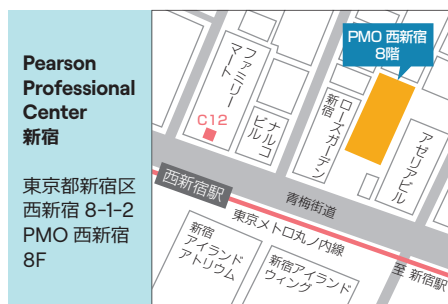 Pearson
Professional
Center
新宿
東京都新宿区
西新宿 8-1-2
PMO 西新宿
8F
PMO 西新宿
8階
ファミリー
マート
C12
ナルコ
ビル
新宿
ローズガーデン
アゼリアビル
西新宿駅
青梅街道
東京メトロ丸ノ内線
至 新宿駅
新宿
アイランド
アトリウム
新宿アイランド
ウィング